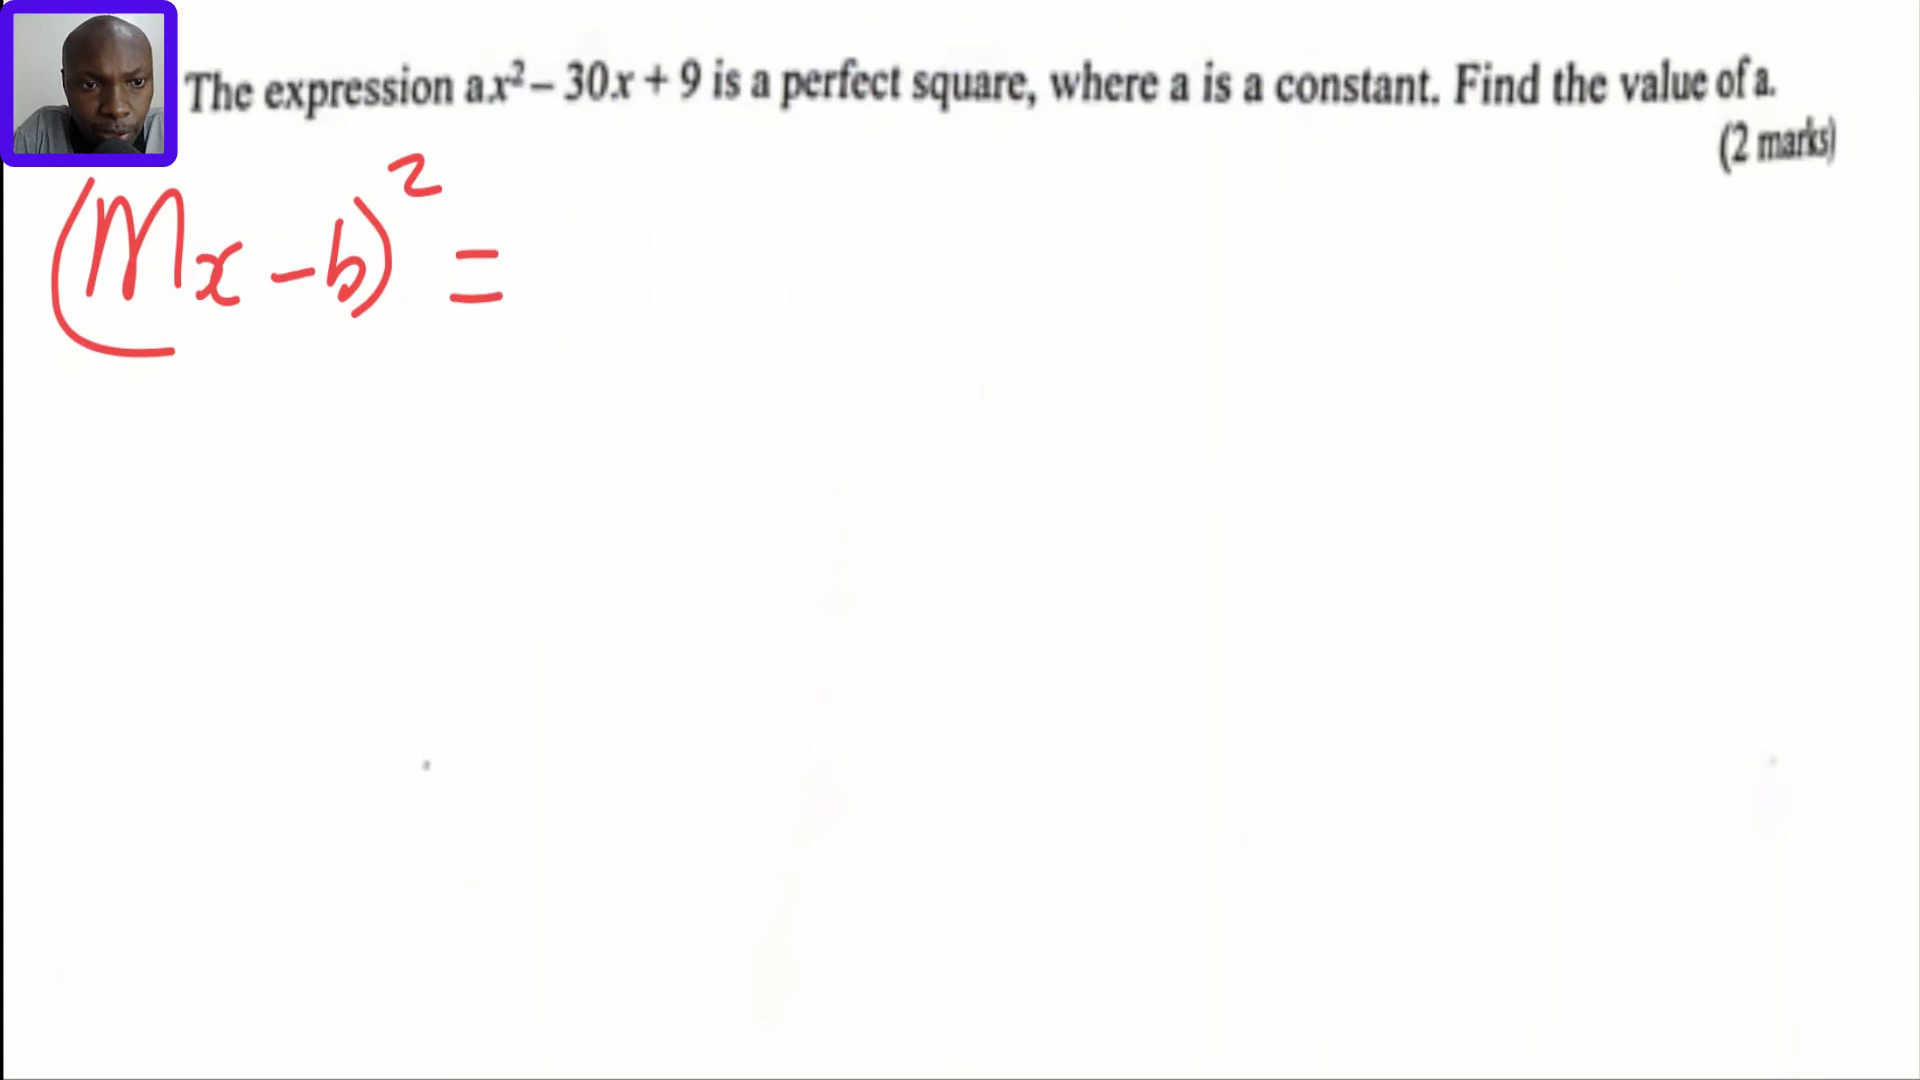 The expression ax² – 30x + 9 is a perfect square, where a is a constant. Find the value of a.
(2 marks)
(Mx – b)² =